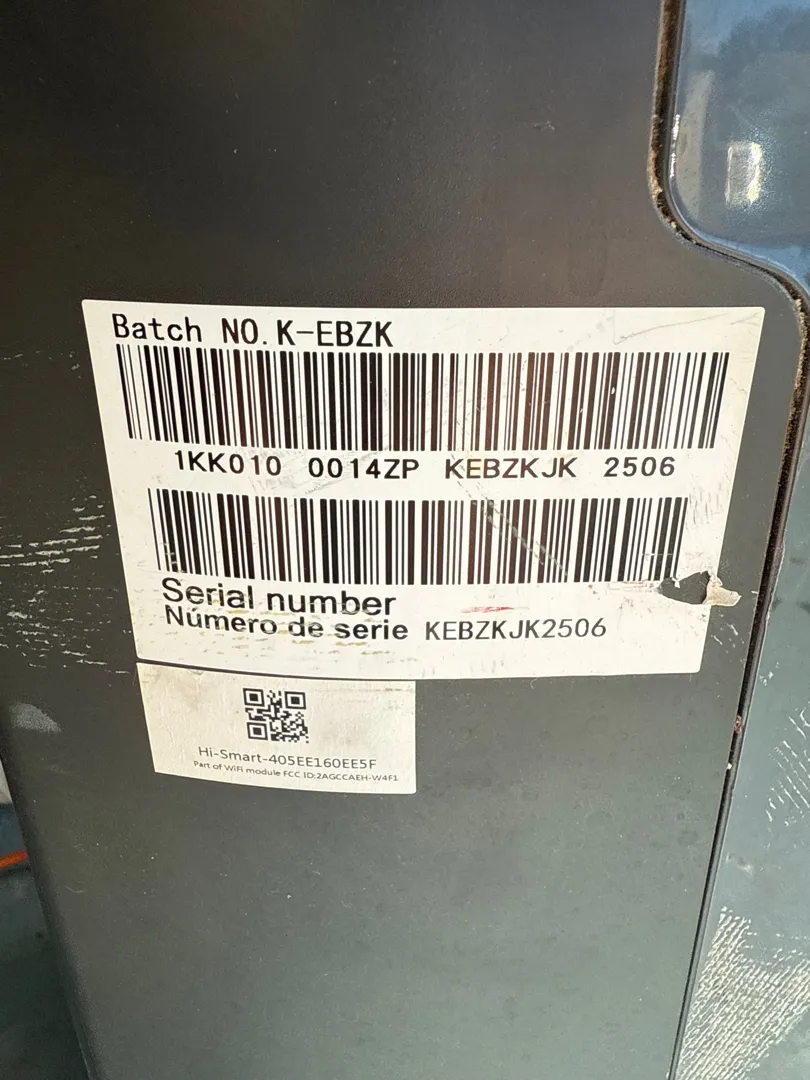 Batch NO. K-EBZK
1KK010 0014ZP KEBZKJK 2506
Serial number
Número de serie KEBZKJK2506
Hi-Smart-405EE160EE5F
Part of WiFi module FCC ID:2AGCCAEH-W4F1